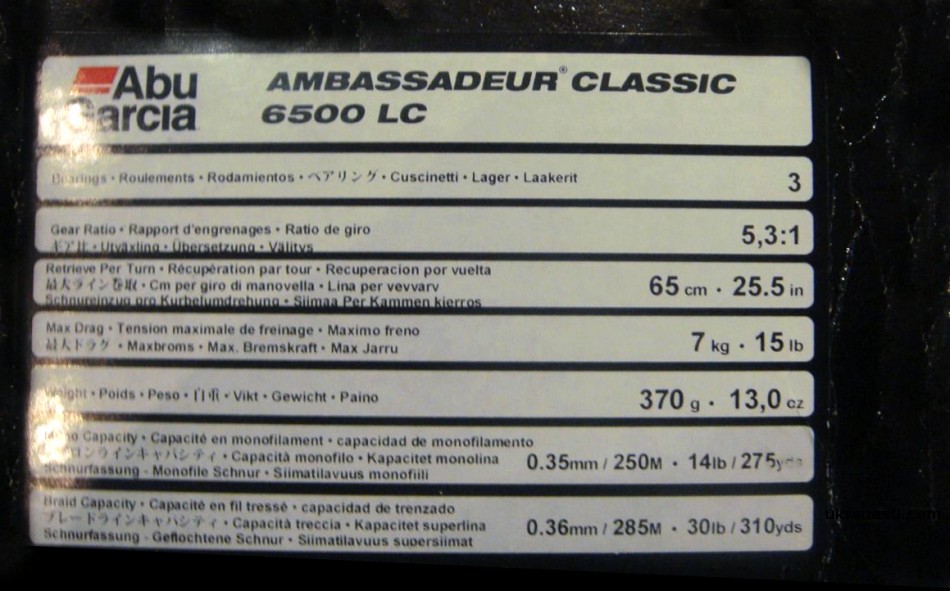 Abu
Garcia
AMBASSADEUR® CLASSIC
6500 LC
Bearings • Roulements • Rodamientos • ベアリング • Cuscinetti • Lager • Laakerit
3
Gear Ratio • Rapport d'engrenages • Ratio de giro
ギア比 • Utväxling • Übersetzung • Välitys
5,3:1
Retrieve Per Turn • Récupération par tour • Recuperacion por vuelta
最大ライン巻取 • Cm per giro di manovella • Lina per vevvarv
Schnureinzug pro Kurbelumdrehung • Siimaa Per Kammen kierros
65 cm • 25.5 in
Max Drag • Tension maximale de freinage • Maximo freno
最大ドラグ • Maxbroms • Max. Bremskraft • Max Jarru
7 kg • 15 lb
Weight • Poids • Peso • 自重 • Vikt • Gewicht • Paino
370 g • 13,0 oz
Mono Capacity • Capacité en monofilament • capacidad de monofilamento
ラインキャパシティ • Capacità monofilo • Kapacitet monolina
Schnurfassung - Monofile Schnur • Siimatilavuus monofiili
0.35mm / 250M • 14lb / 275yds
Braid Capacity • Capacité en fil tressé • capacidad de trenzado
ブレードラインキャパシティ • Capacità treccia • Kapacitet superlina
Schnurfassung - Geflochtene Schnur • Siimatilavuus supersiimat
0.36mm / 285M • 30lb / 310yds